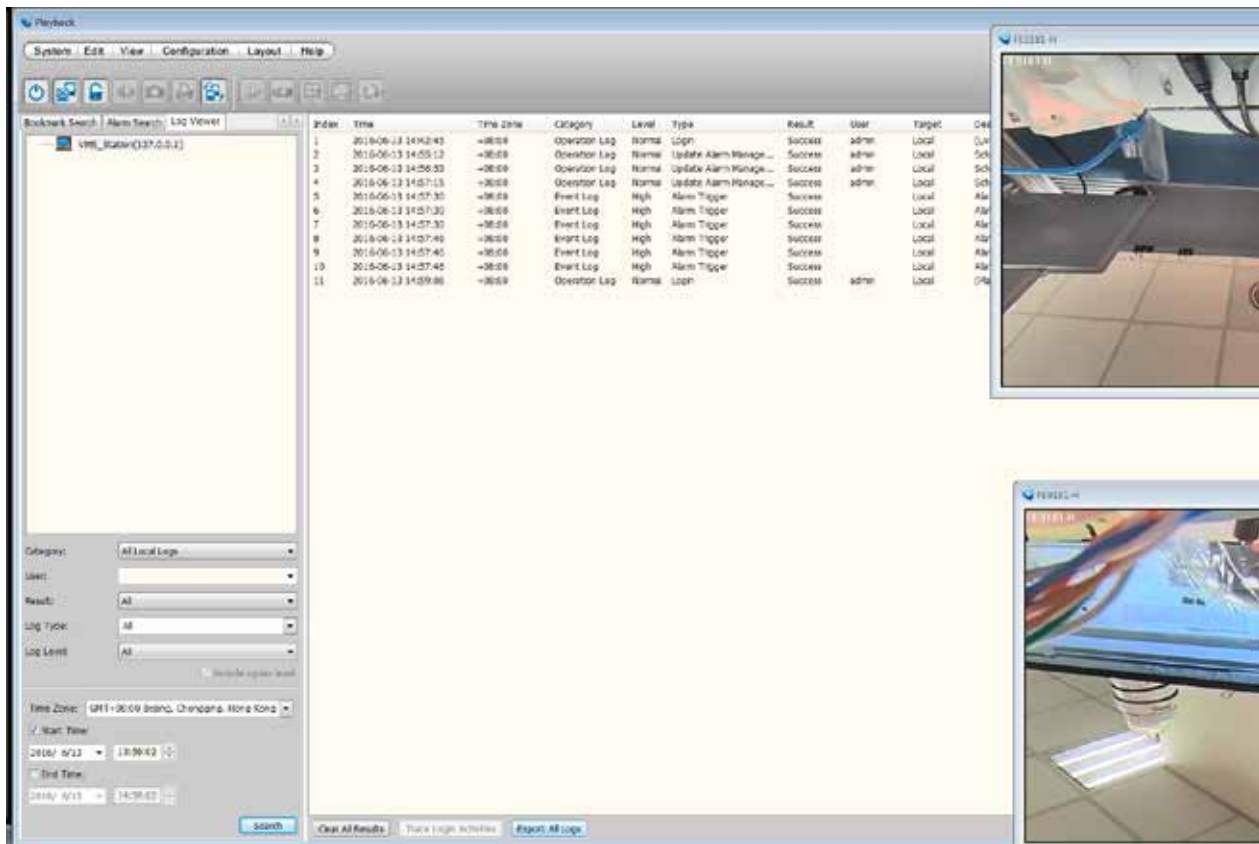 Playback
System Edit View Configuration Layout Help
Bookmark Search Alarm Search Log Viewer
VMS_Station(127.0.0.1)
Index Time Time Zone Category Level Type Result User Target
1 2016-06-13 14:42:45 +08:00 Operation Log Normal Login Success admin Local
2 2016-06-13 14:55:12 +08:00 Operation Log Normal Update Alarm Manage... Success admin Local
3 2016-06-13 14:56:53 +08:00 Operation Log Normal Update Alarm Manage... Success admin Local
4 2016-06-13 14:57:15 +08:00 Operation Log Normal Update Alarm Manage... Success admin Local
5 2016-06-13 14:57:30 +08:00 Event Log High Alarm Trigger Success Local
6 2016-06-13 14:57:30 +08:00 Event Log High Alarm Trigger Success Local
7 2016-06-13 14:57:30 +08:00 Event Log High Alarm Trigger Success Local
8 2016-06-13 14:57:46 +08:00 Event Log High Alarm Trigger Success Local
9 2016-06-13 14:57:46 +08:00 Event Log High Alarm Trigger Success Local
10 2016-06-13 14:57:46 +08:00 Event Log High Alarm Trigger Success Local
11 2016-06-13 +08:00 Operation Log Normal Login Success admin Local
Category: All Local Logs
User:
Result: All
Log Type: All
Log Level: All
Include upper level
Time Zone: GMT+08:00 Beijing, Chongqing, Hong Kong
Start Time:
2016/ 6/13
End Time:
2016/ 6/13
Search
Clear All Results Trace Login Activities Export All Logs